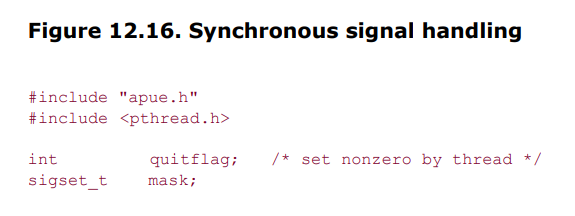 Figure 12.16. Synchronous signal handling
#include "apue.h"
#include <pthread.h>
int         quitflag;   /* set nonzero by thread */
sigset_t    mask;